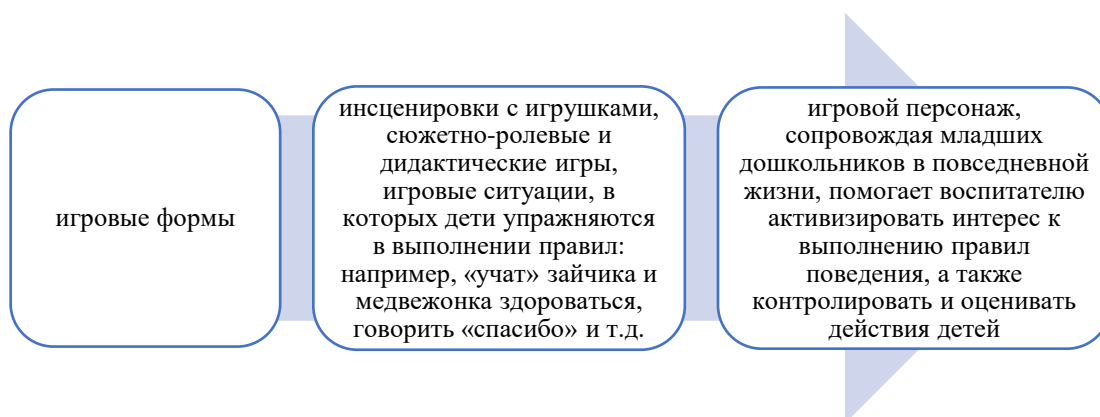 игровые формы
инсценировки с игрушками,
сюжетно-ролевые и
дидактические игры,
игровые ситуации, в
которых дети упражняются
в выполнении правил:
например, «учат» зайчика и
медвежонка здороваться,
говорить «спасибо» и т.д.
игровой персонаж,
сопровождая младших
дошкольников в повседневной
жизни, помогает воспитателю
активизировать интерес к
выполнению правил
поведения, а также
контролировать и оценивать
действия детей